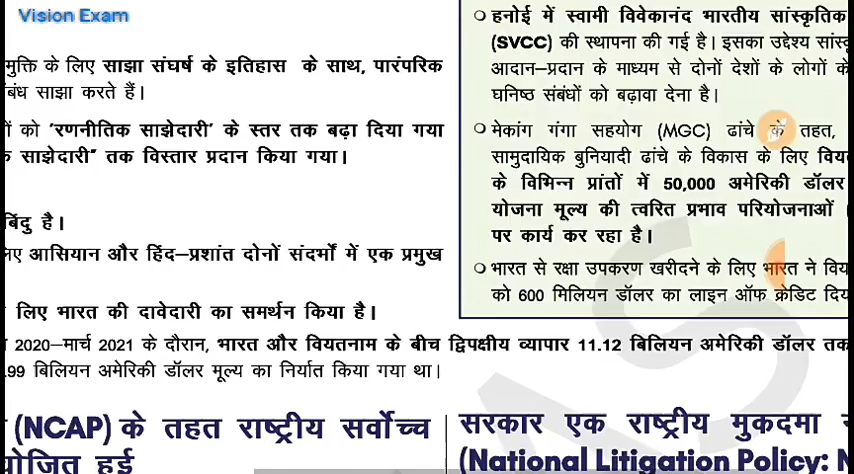 Vision Exam
मुक्ति के लिए साझा संघर्ष के इतिहास के साथ, पारंपरिक
बंध साझा करते हैं।
ों को 'रणनीतिक साझेदारी' के स्तर तक बढ़ा दिया गया
क साझेदारी" तक विस्तार प्रदान किया गया।
बिंदु है।
लिए आसियान और हिंद–प्रशांत दोनों संदर्भों में एक प्रमुख
लिए भारत की दावेदारी का समर्थन किया है।
2020–मार्च 2021 के दौरान, भारत और वियतनाम के बीच द्विपक्षीय व्यापार 11.12 बिलियन अमेरिकी डॉलर तक
.99 बिलियन अमेरिकी डॉलर मूल्य का निर्यात किया गया था।
(NCAP) के तहत राष्ट्रीय सर्वोच्च
योजित हुई
हनोई में स्वामी विवेकानंद भारतीय सांस्कृतिक
(SVCC) की स्थापना की गई है। इसका उद्देश्य सांस्कृ
आदान–प्रदान के माध्यम से दोनों देशों के लोगों के
घनिष्ठ संबंधों को बढ़ावा देना है।
मेकांग गंगा सहयोग (MGC) ढांचे के तहत,
सामुदायिक बुनियादी ढांचे के विकास के लिए विय
के विभिन्न प्रांतों में 50,000 अमेरिकी डॉलर
योजना मूल्य की त्वरित प्रभाव परियोजनाओं
पर कार्य कर रहा है।
भारत से रक्षा उपकरण खरीदने के लिए भारत ने विय
को 600 मिलियन डॉलर का लाइन ऑफ क्रेडिट दिय
सरकार एक राष्ट्रीय मुकदमा
(National Litigation Policy: N